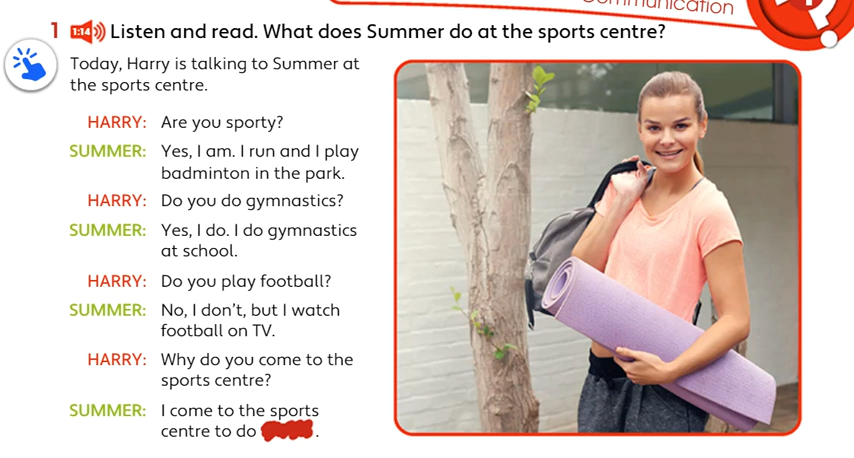 Communication
1 1:14 Listen and read. What does Summer do at the sports centre?
Today, Harry is talking to Summer at
the sports centre.
HARRY: Are you sporty?
SUMMER: Yes, I am. I run and I play
badminton in the park.
HARRY: Do you do gymnastics?
SUMMER: Yes, I do. I do gymnastics
at school.
HARRY: Do you play football?
SUMMER: No, I don't, but I watch
football on TV.
HARRY: Why do you come to the
sports centre?
SUMMER: I come to the sports
centre to do .